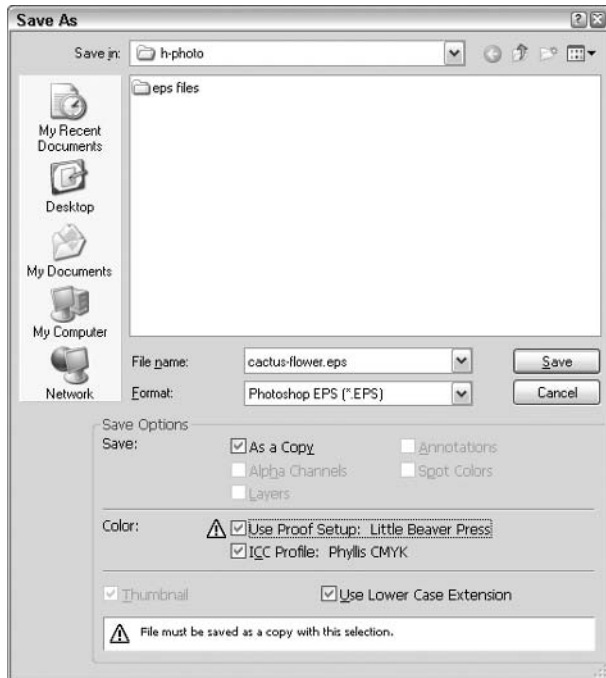 Save As
Save in: h-photo
eps files
My Recent
Documents
Desktop
My Documents
My Computer
Network
File name: cactus-flower.eps Save
Format: Photoshop EPS (*.EPS) Cancel
Save Options
Save: As a Copy Annotations
Alpha Channels Spot Colors
Layers
Color: Use Proof Setup: Little Beaver Press
ICC Profile: Phyllis CMYK
Thumbnail Use Lower Case Extension
File must be saved as a copy with this selection.